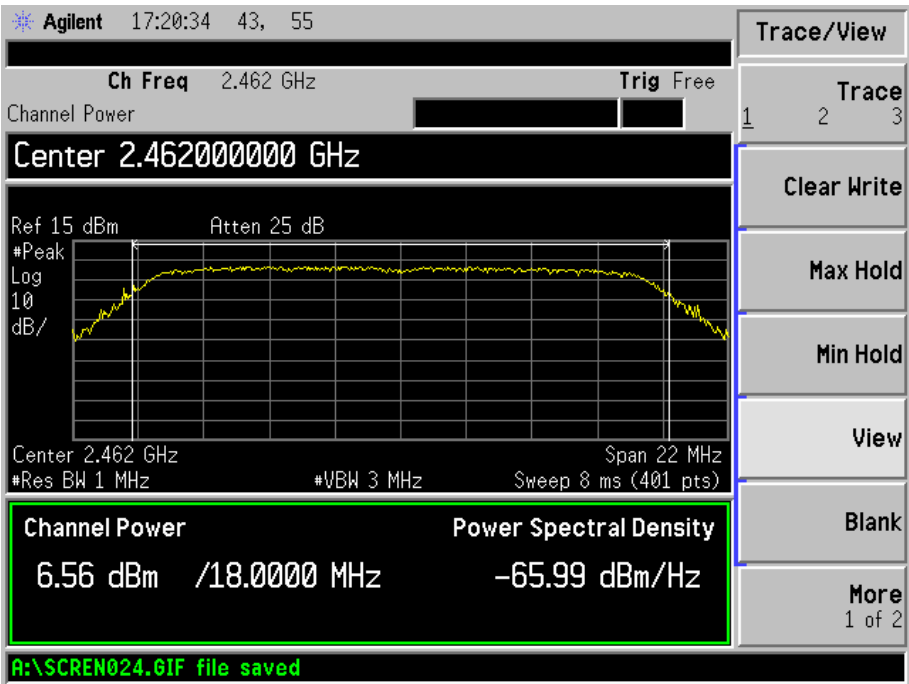 Agilent 17:20:34 43, 55
Trace/View
Ch Freq 2.462 GHz Trig Free
Channel Power
Trace
1 2 3
Center 2.462000000 GHz
Clear Write
Ref 15 dBm Atten 25 dB
#Peak
Log
10
dB/
Max Hold
Min Hold
View
Center 2.462 GHz Span 22 MHz
#Res BW 1 MHz #VBW 3 MHz Sweep 8 ms (401 pts)
Blank
Channel Power Power Spectral Density
6.56 dBm /18.0000 MHz -65.99 dBm/Hz
More
1 of 2
A:\SCREN024.GIF file saved